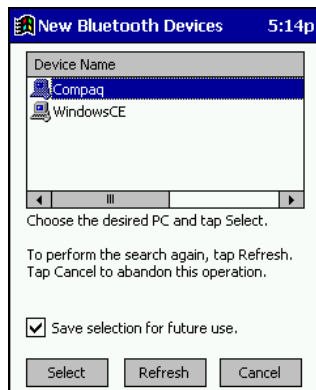 New Bluetooth Devices 5:14p
Device Name
Compaq
WindowsCE
Choose the desired PC and tap Select.
To perform the search again, tap Refresh.
Tap Cancel to abandon this operation.
Save selection for future use.
Select Refresh Cancel